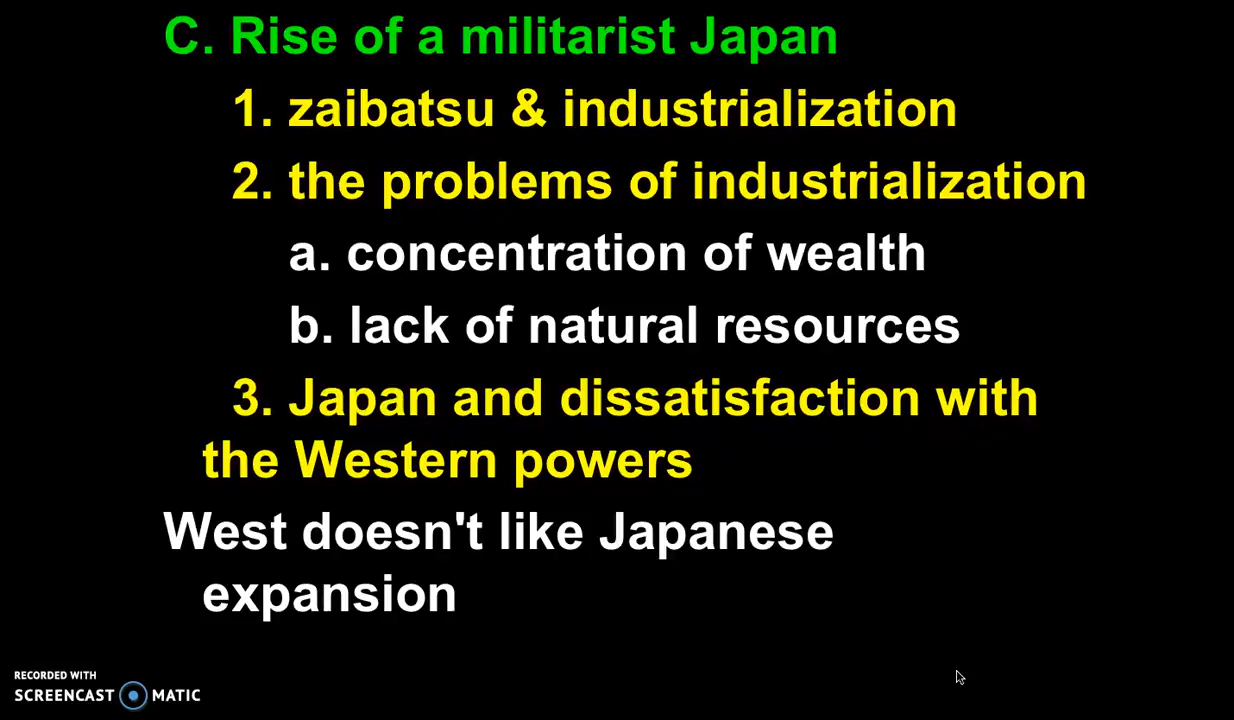 C. Rise of a militarist Japan
1. zaibatsu & industrialization
2. the problems of industrialization
a. concentration of wealth
b. lack of natural resources
3. Japan and dissatisfaction with
the Western powers
West doesn't like Japanese
expansion
RECORDED WITH
SCREENCAST MATIC